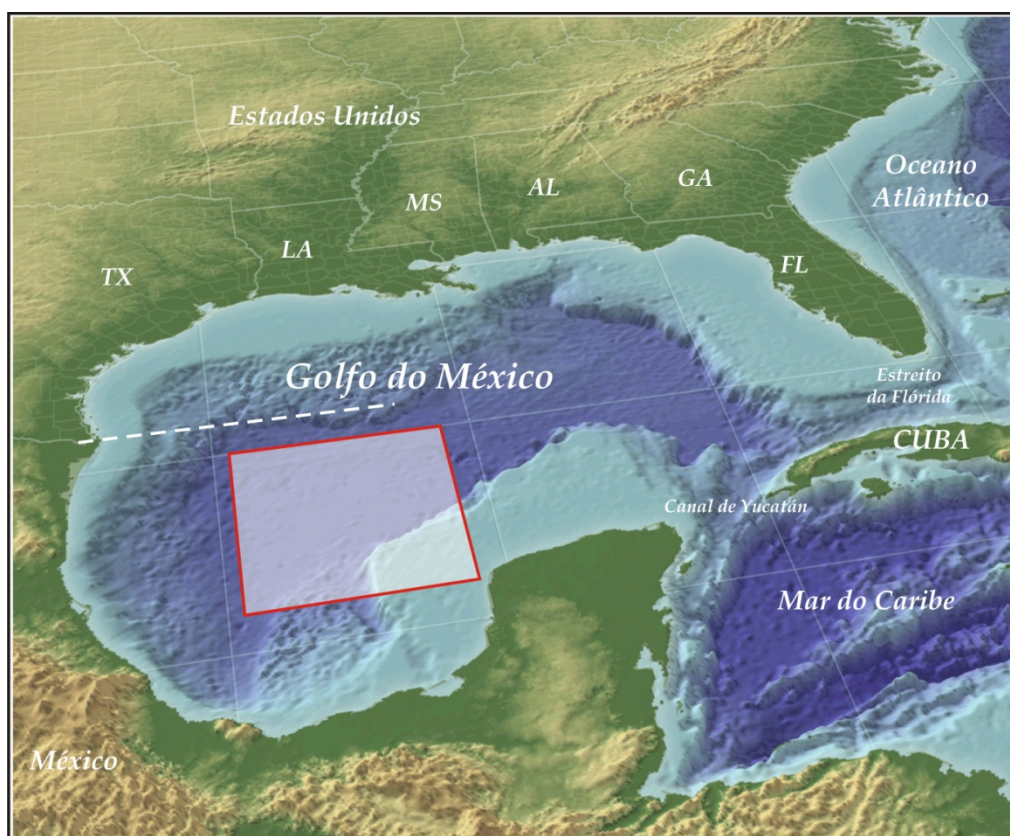 Estados Unidos
Oceano
Atlântico
MS
AL
GA
TX
LA
FL
Golfo do México
Estreito
da Flórida
CUBA
Canal de Yucatán
Mar do Caribe
México